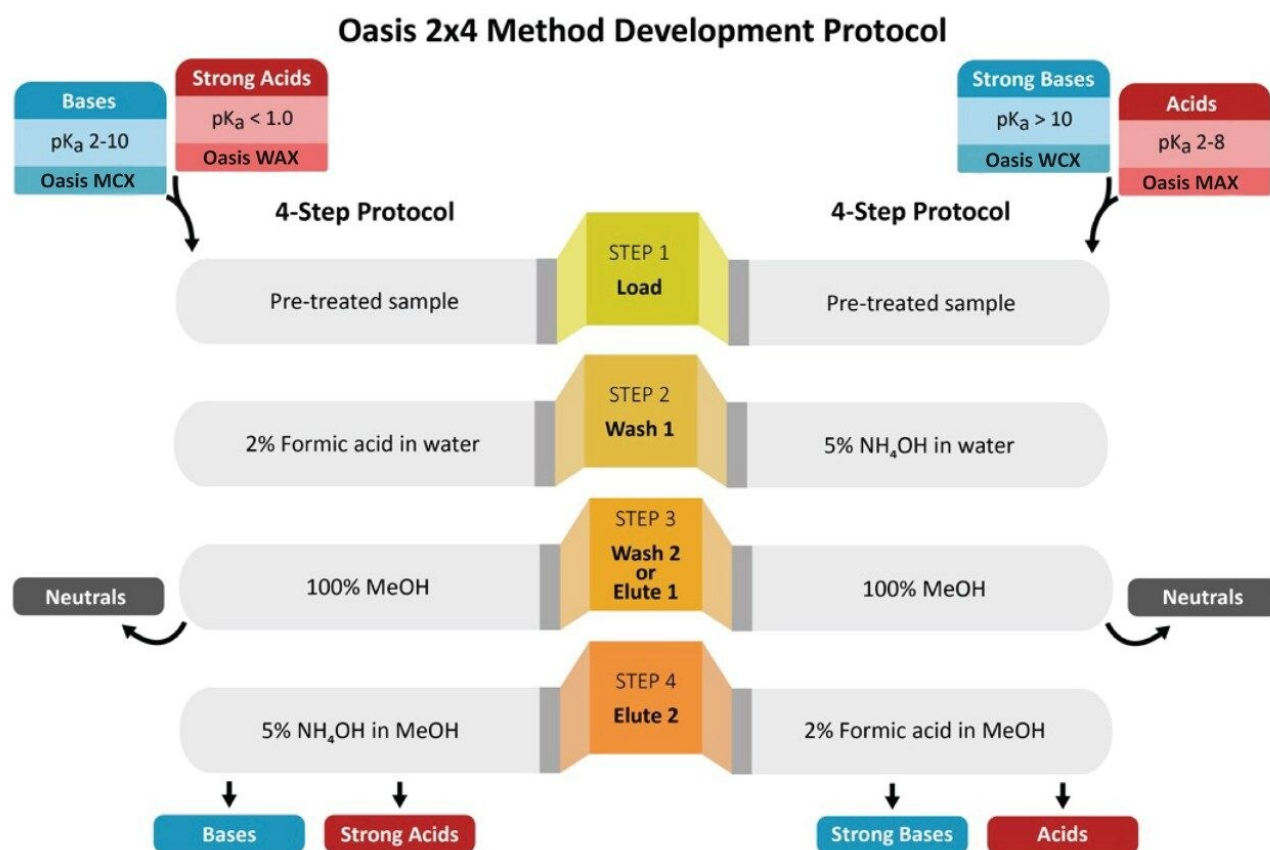 Oasis 2x4 Method Development Protocol
Bases
pKa 2-10
Oasis MCX
Strong Acids
pKa < 1.0
Oasis WAX
Strong Bases
pKa > 10
Oasis WCX
Acids
pKa 2-8
Oasis MAX
4-Step Protocol
4-Step Protocol
Pre-treated sample
STEP 1
Load
Pre-treated sample
2% Formic acid in water
STEP 2
Wash 1
5% NH₄OH in water
Neutrals
100% MeOH
STEP 3
Wash 2
or
Elute 1
100% MeOH
Neutrals
5% NH₄OH in MeOH
STEP 4
Elute 2
2% Formic acid in MeOH
Bases
Strong Acids
Strong Bases
Acids